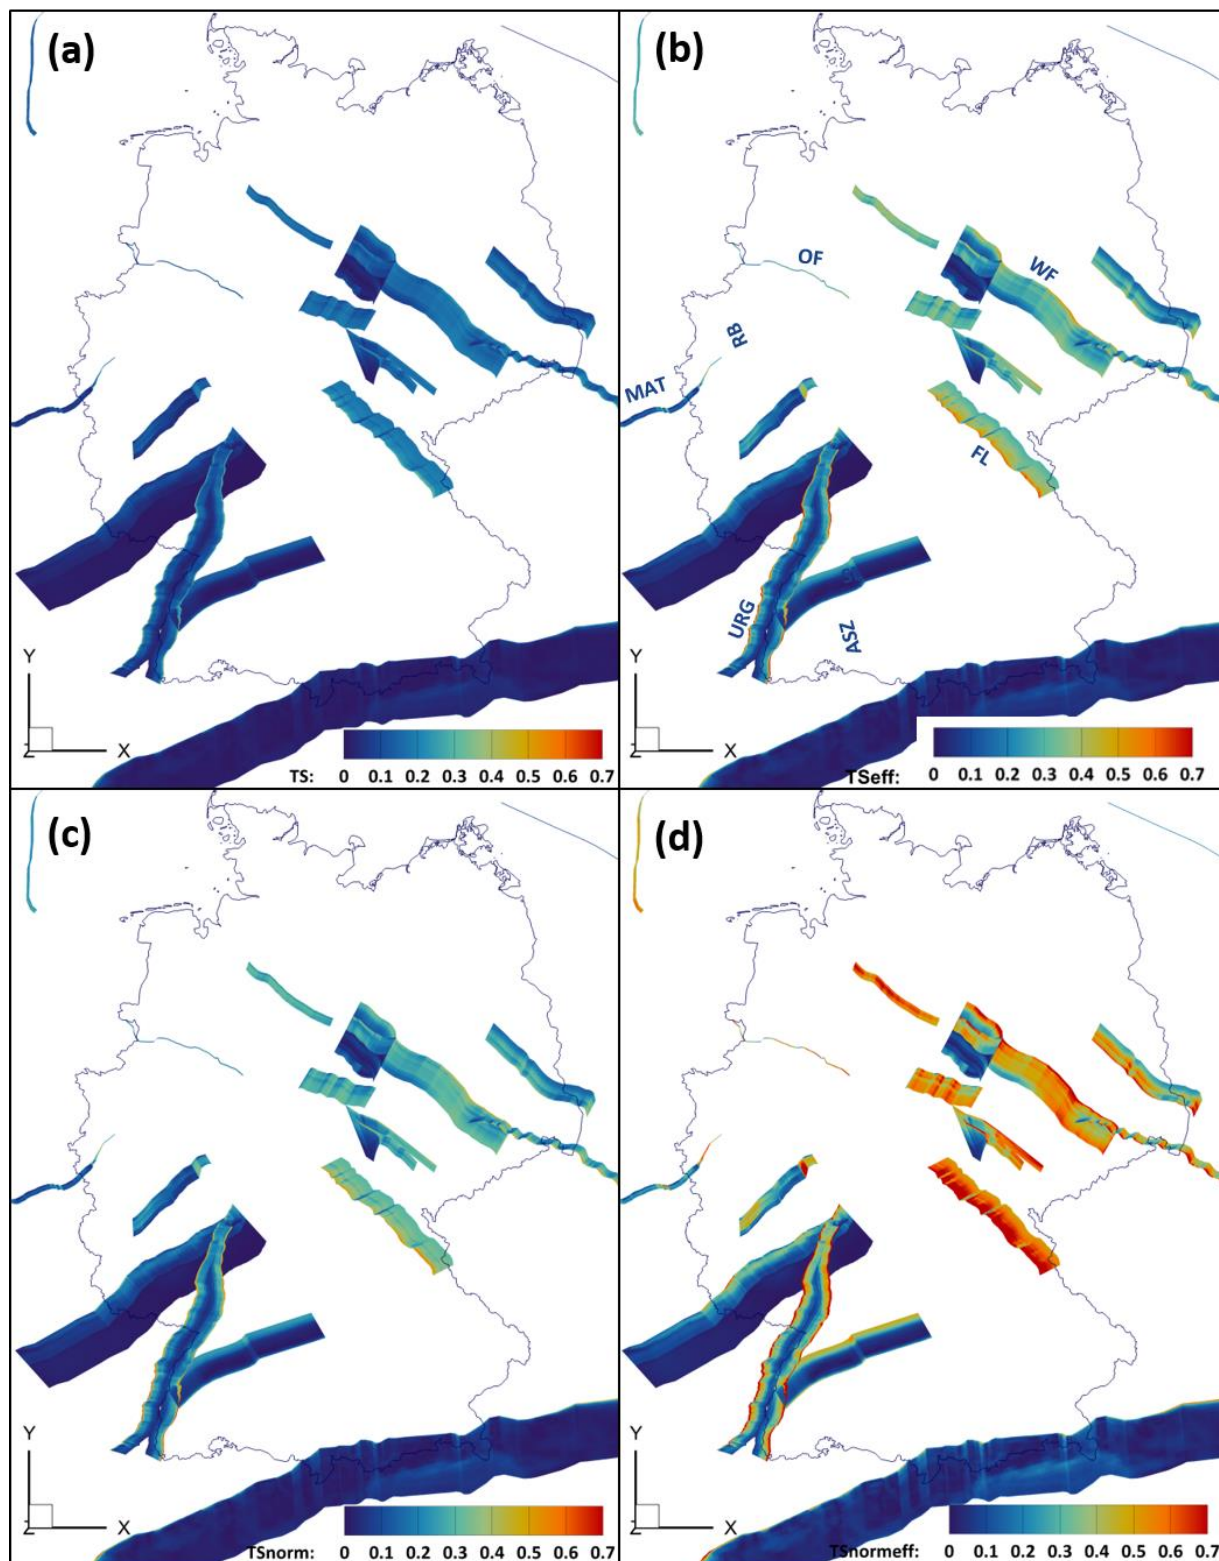 (a)
Y
Z X
TS: 0 0.1 0.2 0.3 0.4 0.5 0.6 0.7
(b)
OF
WF
RB
MAT
FL
URG
ASZ
Y
Z X
TSeff: 0 0.1 0.2 0.3 0.4 0.5 0.6 0.7
(c)
Y
Z X
TSnorm: 0 0.1 0.2 0.3 0.4 0.5 0.6 0.7
(d)
Y
Z X
TSnormeff: 0 0.1 0.2 0.3 0.4 0.5 0.6 0.7